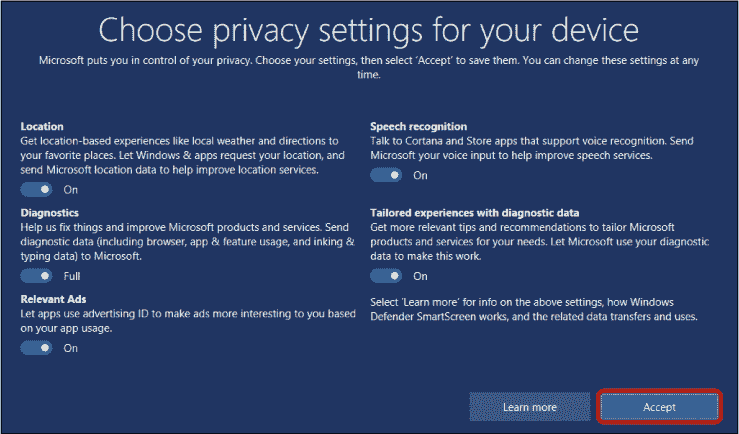 Choose privacy settings for your device
Microsoft puts you in control of your privacy. Choose your settings, then select 'Accept' to save them. You can change these settings at any
time.
Location
Get location-based experiences like local weather and directions to
your favorite places. Let Windows & apps request your location, and
send Microsoft location data to help improve location services.
On
Diagnostics
Help us fix things and improve Microsoft products and services. Send
diagnostic data (including browser, app & feature usage, and inking &
typing data) to Microsoft.
Full
Relevant Ads
Let apps use advertising ID to make ads more interesting to you based
on your app usage.
On
Speech recognition
Talk to Cortana and Store apps that support voice recognition. Send
Microsoft your voice input to help improve speech services.
On
Tailored experiences with diagnostic data
Get more relevant tips and recommendations to tailor Microsoft
products and services for your needs. Let Microsoft use your diagnostic
data to make this work.
On
Select 'Learn more' for info on the above settings, how Windows
Defender SmartScreen works, and the related data transfers and uses.
Learn more
Accept